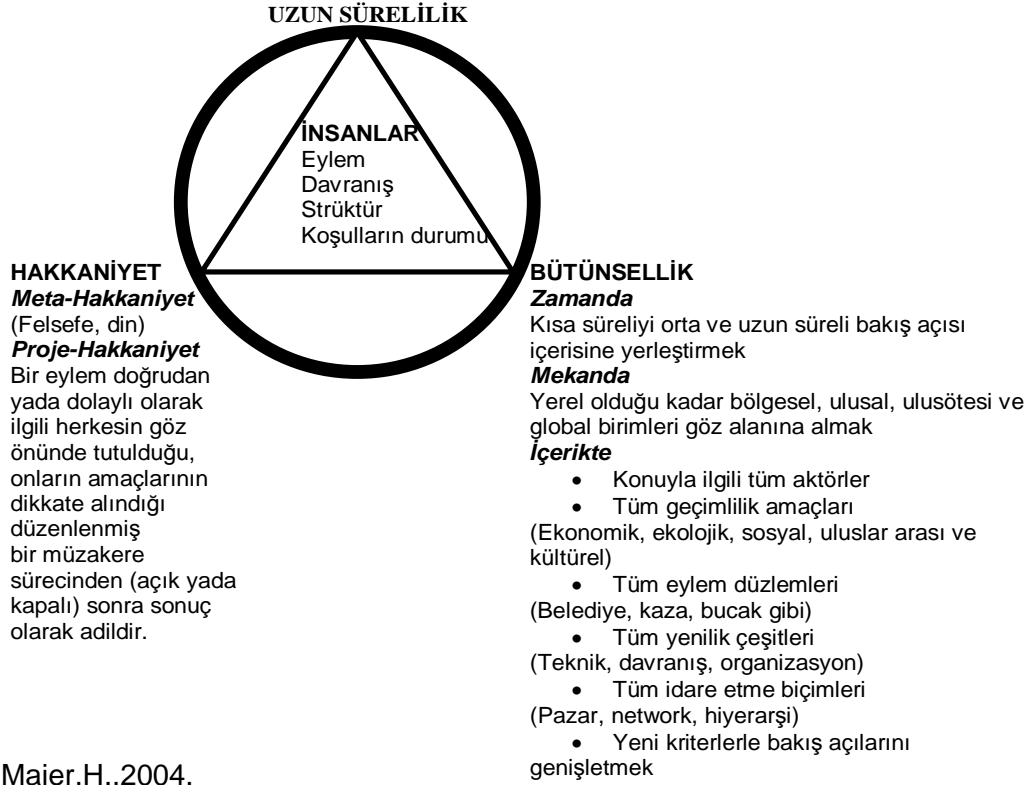 UZUN SÜRELİLİK
İNSANLAR
Eylem
Davranış
Strüktür
Koşulların durumu
HAKKANİYET
Meta-Hakkaniyet
(Felsefe, din)
Proje-Hakkaniyet
Bir eylem doğrudan
yada dolaylı olarak
ilgili herkesin göz
önünde tutulduğu,
onların amaçlarının
dikkate alındığı
düzenlenmiş
bir müzakere
sürecinden (açık yada
kapalı) sonra sonuç
olarak adildir.
BÜTÜNSELLİK
Zamanda
Kısa süreliyi orta ve uzun süreli bakış açısı
içerisine yerleştirmek
Mekanda
Yerel olduğu kadar bölgesel, ulusal, ulusötesi ve
global birimleri göz alanına almak
İçerikte
• Konuyla ilgili tüm aktörler
• Tüm geçimlilik amaçları
(Ekonomik, ekolojik, sosyal, uluslar arası ve
kültürel)
• Tüm eylem düzlemleri
(Belediye, kaza, bucak gibi)
• Tüm yenilik çeşitleri
(Teknik, davranış, organizasyon)
• Tüm idare etme biçimleri
(Pazar, network, hiyerarşi)
• Yeni kriterlerle bakış açılarını
genişletmek
Majer,H.,2004.